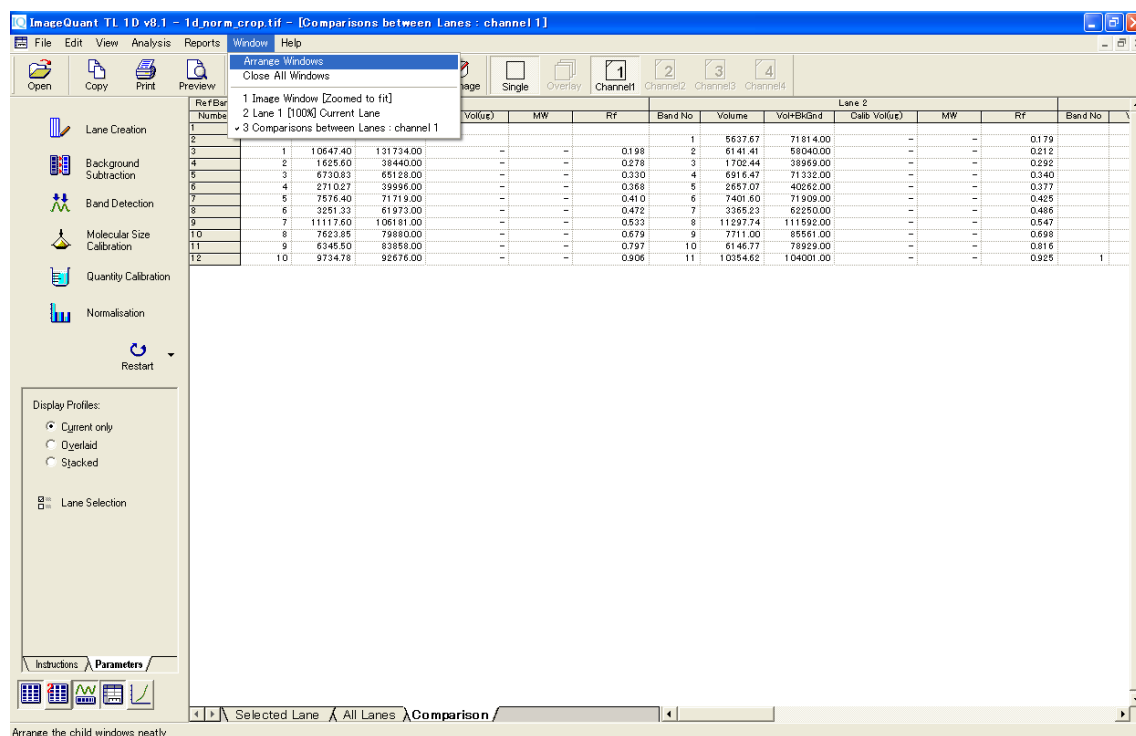 ImageQuant TL 1D v8.1 - 1d_norm_crop.tif - [Comparisons between Lanes : channel 1]
File Edit View Analysis Reports Window Help
Arrange Windows
Close All Windows
1 Image Window [Zoomed to fit]
2 Lane 1 [100%] Current Lane
3 Comparisons between Lanes : channel 1
Open Copy Print Preview Single Overlay Channel1 Channel2 Channel3 Channel4
1 2 3 4
Lane Creation
Background
Subtraction
Band Detection
Molecular Size
Calibration
Quantity Calibration
Normalisation
Restart
Display Profiles:
Current only
Overlaid
Stacked
Lane Selection
Instructions Parameters
Lane 2
Vol(ug) MW Rf Band No Volume Vol+BkGnd Calib Vol(ug) MW Rf Band No
1
2 1 5637.67 71814.00 - - 0.179
3 1 10647.40 131734.00 - - 0.198 2 6141.41 58040.00 - - 0.212
4 2 1625.60 38440.00 - - 0.278 3 1702.44 38969.00 - - 0.292
5 3 6730.83 65128.00 - - 0.330 4 6916.47 71332.00 - - 0.340
6 4 2710.27 39996.00 - - 0.368 5 2657.07 40262.00 - - 0.377
7 5 7576.40 71719.00 - - 0.410 6 7401.60 71909.00 - - 0.425
8 6 3251.33 61973.00 - - 0.472 7 3365.23 62250.00 - - 0.486
9 7 11117.60 106181.00 - - 0.533 8 11297.74 111592.00 - - 0.547
10 8 7623.85 79880.00 - - 0.679 9 7711.00 85561.00 - - 0.698
11 9 6345.50 83858.00 - - 0.797 10 6146.77 78929.00 - - 0.816
12 10 9734.78 92676.00 - - 0.906 11 10354.62 104001.00 - - 0.925 1
Selected Lane All Lanes Comparison
Arrange the child windows neatly